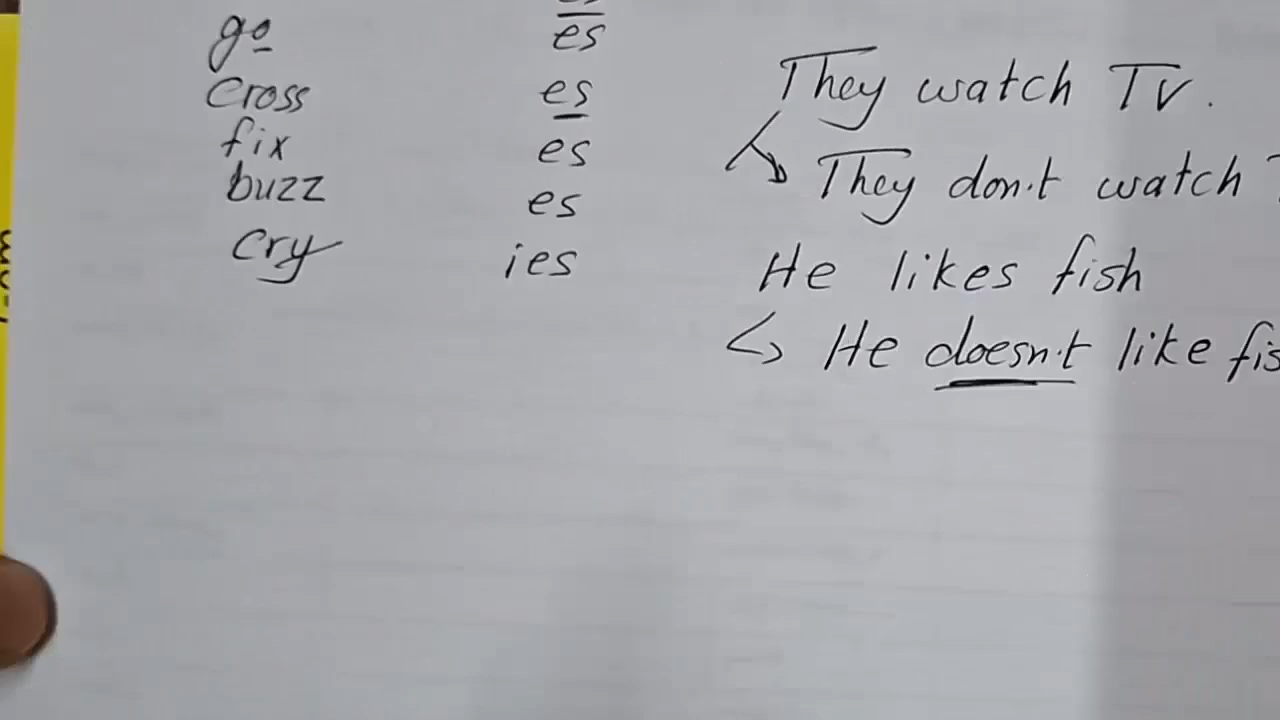 go es
cross es
fix es
buzz es
cry ies
They watch TV.
They don't watch
He likes fish
He doesn't like